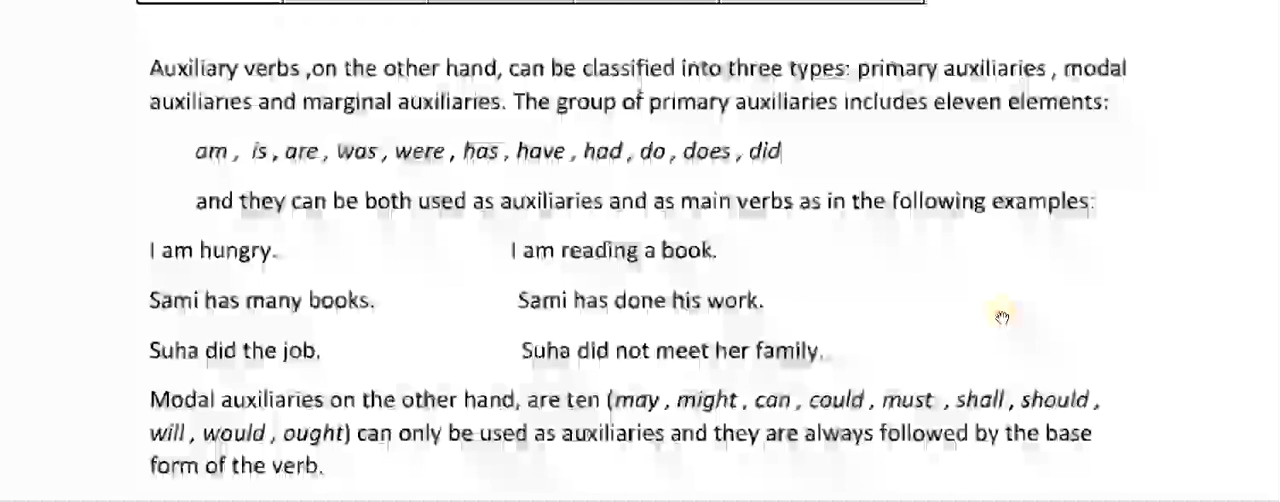 Auxiliary verbs ,on the other hand, can be classified into three types: primary auxiliaries , modal
auxiliaries and marginal auxiliaries. The group of primary auxiliaries includes eleven elements:
am , is , are , was , were , has , have , had , do , does , did
and they can be both used as auxiliaries and as main verbs as in the following examples:
I am hungry. I am reading a book.
Sami has many books. Sami has done his work.
Suha did the job. Suha did not meet her family.
Modal auxiliaries on the other hand, are ten (may , might , can , could , must , shall , should ,
will , would , ought) can only be used as auxiliaries and they are always followed by the base
form of the verb.